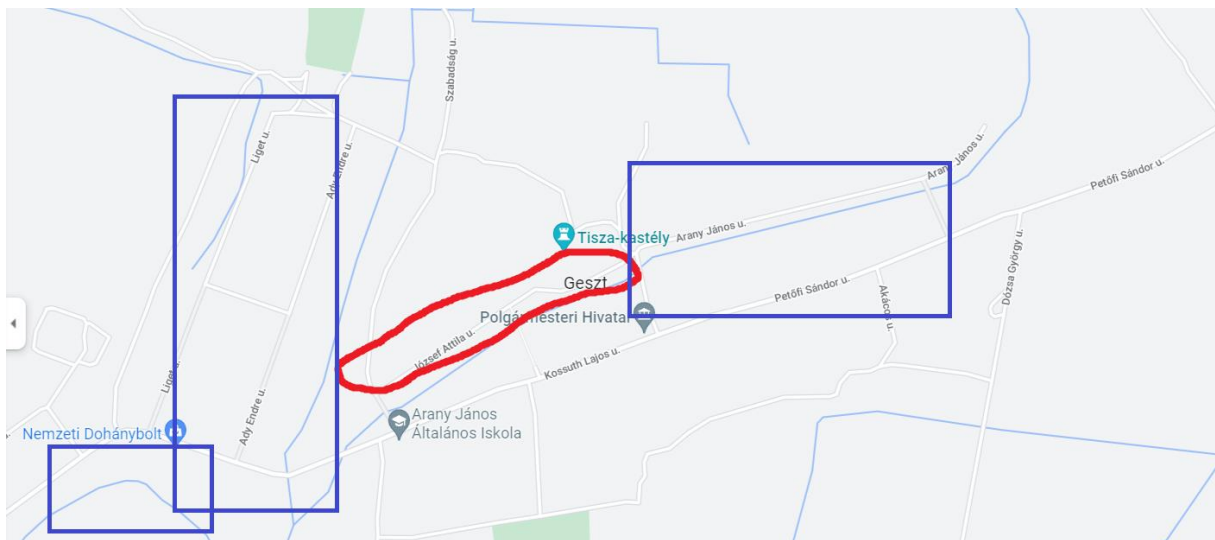 Szabadság u.
Liget u.
Ady Endre u.
Arany János u.
Petőfi Sándor u.
Tisza-kastély
Arany János u.
Dózsa György u.
Geszt
Petőfi Sándor u.
Akácos u.
Polgármesteri Hivatal
József Attila u.
Kossuth Lajos u.
Liget u.
Ady Endre u.
Arany János
Általános Iskola
Nemzeti Dohánybolt